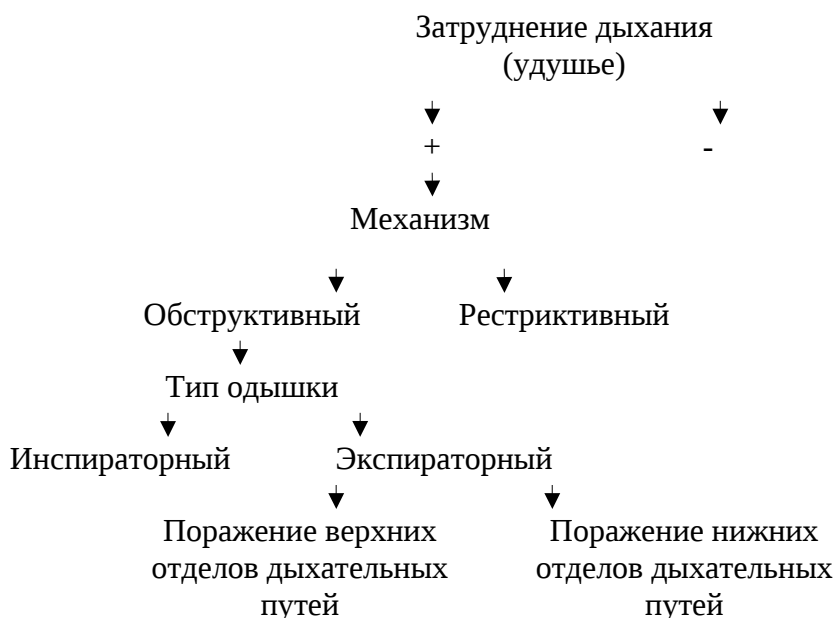 Затруднение дыхания
(удушье)
+ -
Механизм
Обструктивный Рестриктивный
Тип одышки
Инспираторный Экспираторный
Поражение верхних Поражение нижних
отделов дыхательных отделов дыхательных
путей путей